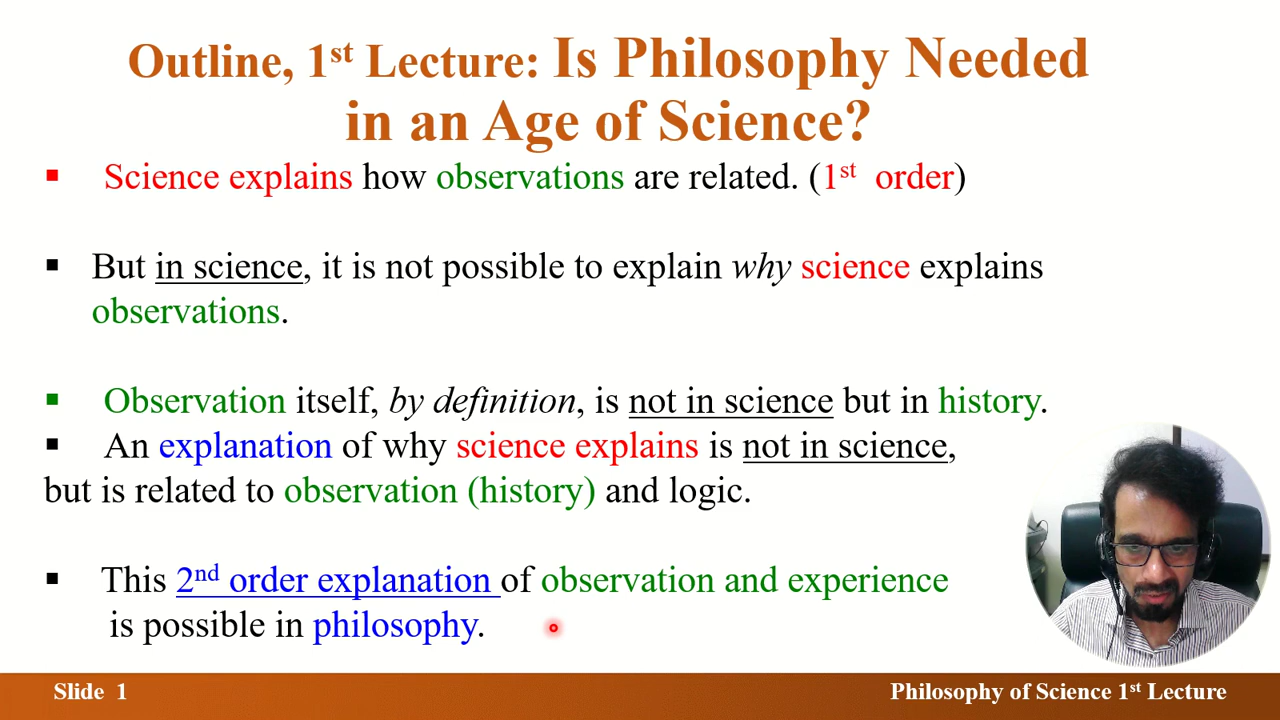 Outline, 1st Lecture: Is Philosophy Needed
in an Age of Science?
▪ Science explains how observations are related. (1st order)
▪ But in science, it is not possible to explain why science explains
observations.
▪ Observation itself, by definition, is not in science but in history.
▪ An explanation of why science explains is not in science,
but is related to observation (history) and logic.
▪ This 2nd order explanation of observation and experience
is possible in philosophy.
Slide 1
Philosophy of Science 1st Lecture